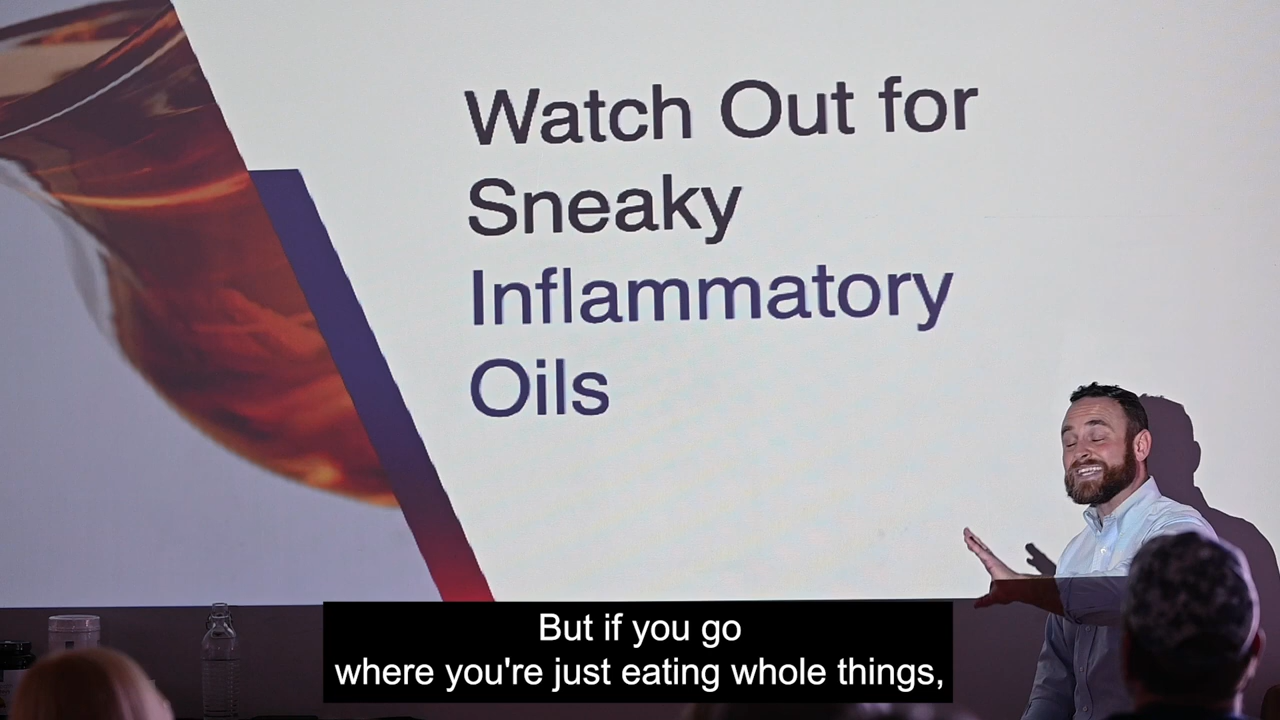 Watch Out for
Sneaky
Inflammatory
Oils
But if you go
where you're just eating whole things,